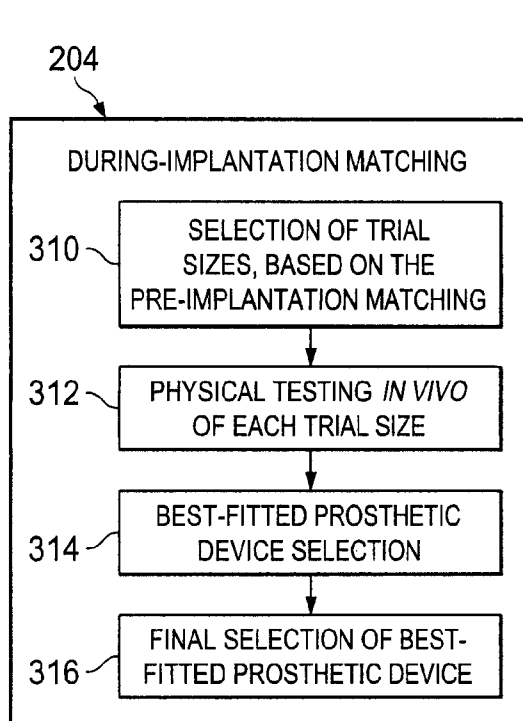 204
DURING-IMPLANTATION MATCHING
310
SELECTION OF TRIAL
SIZES, BASED ON THE
PRE-IMPLANTATION MATCHING
312
PHYSICAL TESTING IN VIVO
OF EACH TRIAL SIZE
314
BEST-FITTED PROSTHETIC
DEVICE SELECTION
316
FINAL SELECTION OF BEST-
FITTED PROSTHETIC DEVICE